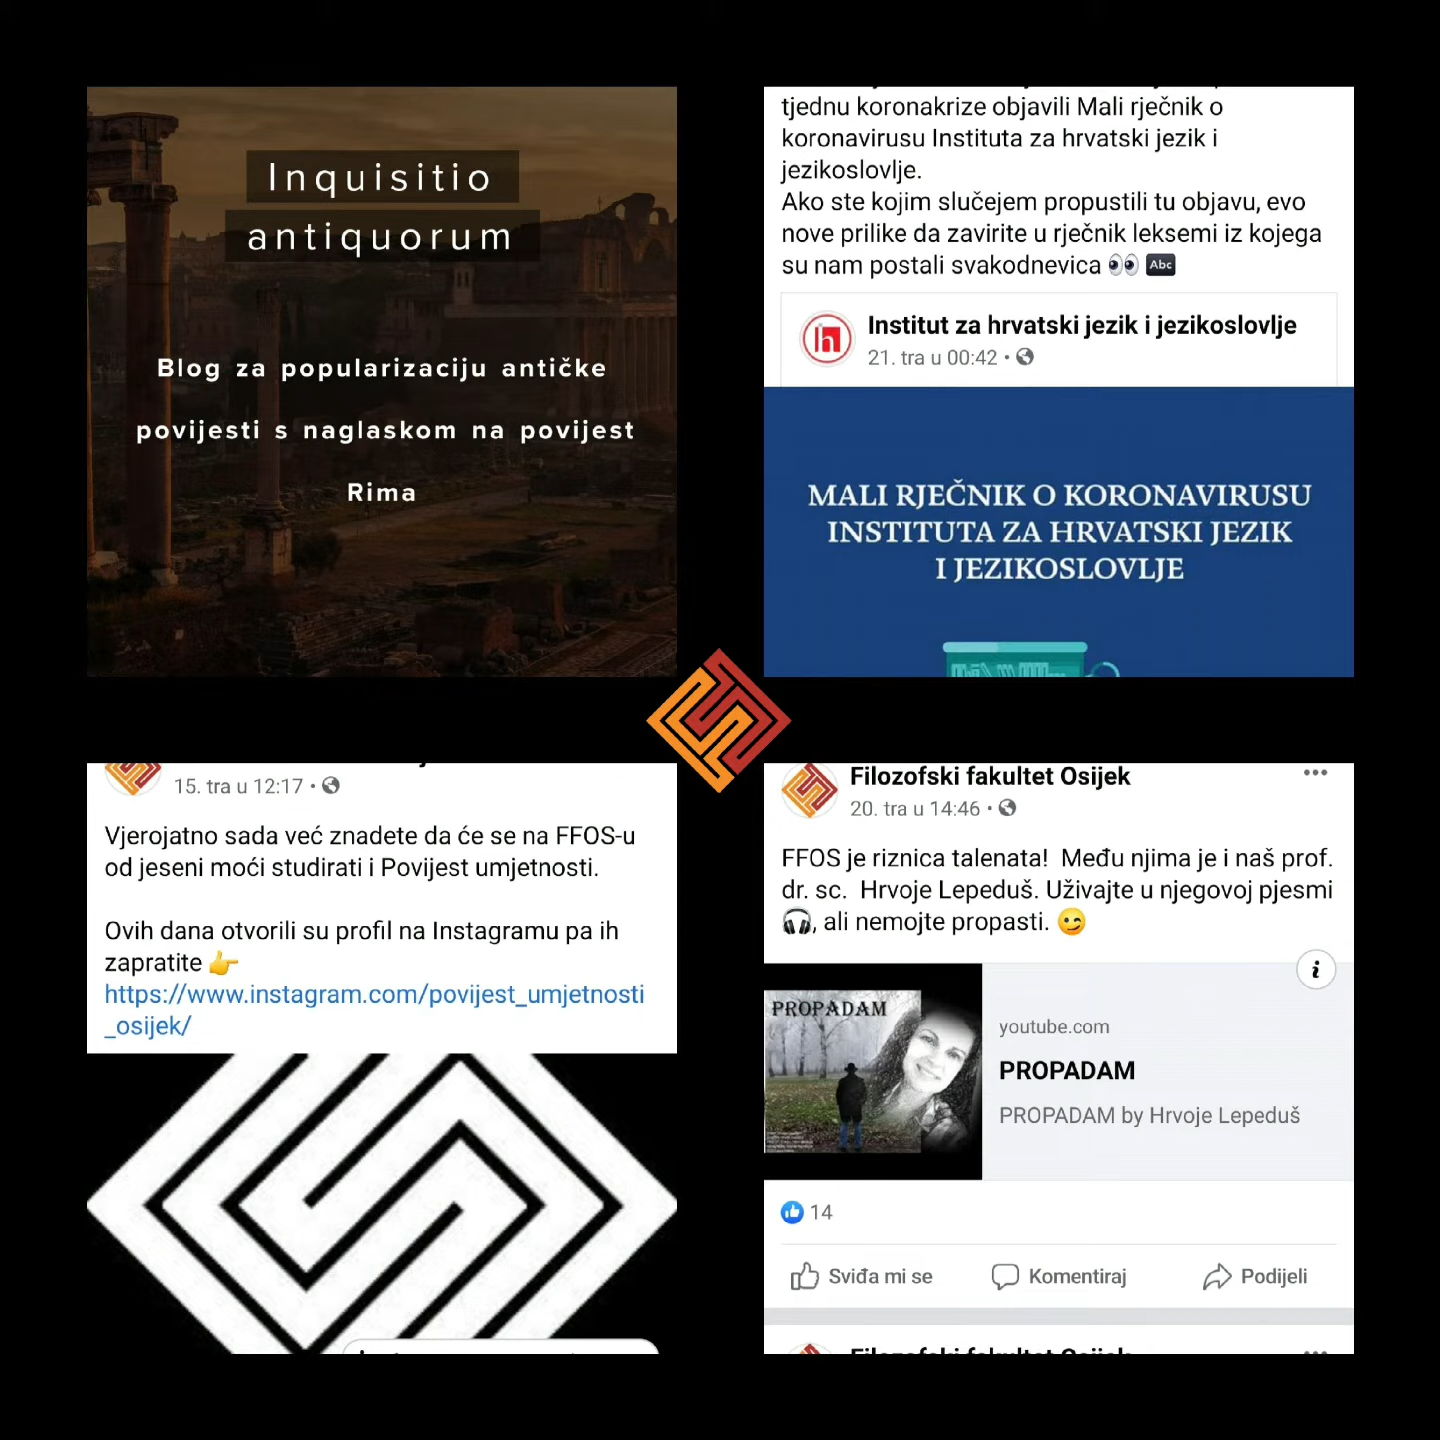 Inquisitio
antiquorum
Blog za popularizaciju antičke
povijesti s naglaskom na povijest
Rima
tjednu koronakrize objavili Mali rječnik o
koronavirusu Instituta za hrvatski jezik i
jezikoslovlje.
Ako ste kojim slučejem propustili tu objavu, evo
nove prilike da zavirite u rječnik leksemi iz kojega
su nam postali svakodnevica 👀 🔤
Abc
Institut za hrvatski jezik i jezikoslovlje
21. tra u 00:42 •
MALI RJEČNIK O KORONAVIRUSU
INSTITUTA ZA HRVATSKI JEZIK
I JEZIKOSLOVLJE
15. tra u 12:17 •
Vjerojatno sada već znadete da će se na FFOS-u
od jeseni moći studirati i Povijest umjetnosti.
Ovih dana otvorili su profil na Instagramu pa ih
zapratite 👉
https://www.instagram.com/povijest_umjetnosti
_osijek/
Filozofski fakultet Osijek
20. tra u 14:46 •
FFOS je riznica talenata! Među njima je i naš prof.
dr. sc. Hrvoje Lepeduš. Uživajte u njegovoj pjesmi
🎧, ali nemojte propasti. 😉
PROPADAM
youtube.com
PROPADAM
PROPADAM by Hrvoje Lepeduš
14
Sviđa mi se
Komentiraj
Podijeli
Filozofski fakultet Osijek